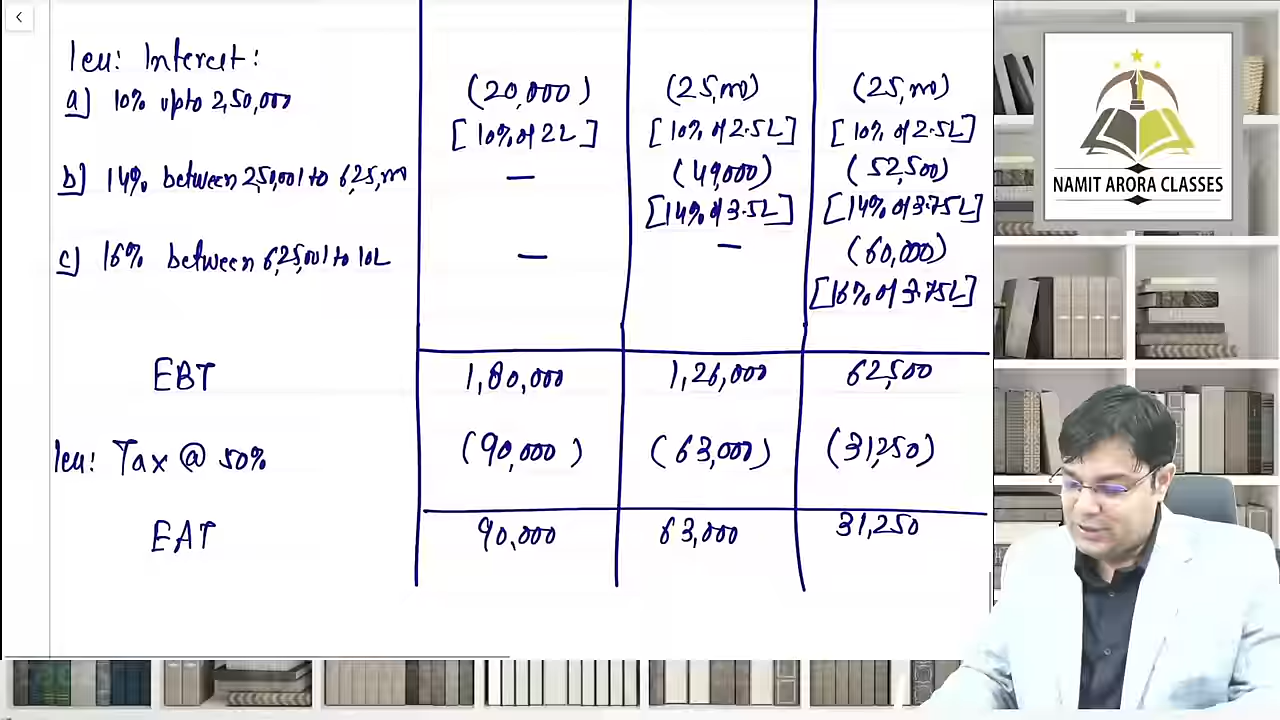 Less: Interest:
a] 10% upto 2,50,000 (20,000) (25,000) (25,000)
[10% of 2L] [10% of 2.5L] [10% of 2.5L]
b] 14% between 2,50,001 to 6,25,000 — (49,000) (52,500)
[14% of 3.5L] [14% of 3.75L]
c] 16% between 6,25,001 to 10L — — (60,000)
[16% of 3.75L]
EBT 1,80,000 1,26,000 62,500
Less: Tax @ 50% (90,000) (63,000) (31,250)
EAT 90,000 63,000 31,250
NAMIT ARORA CLASSES